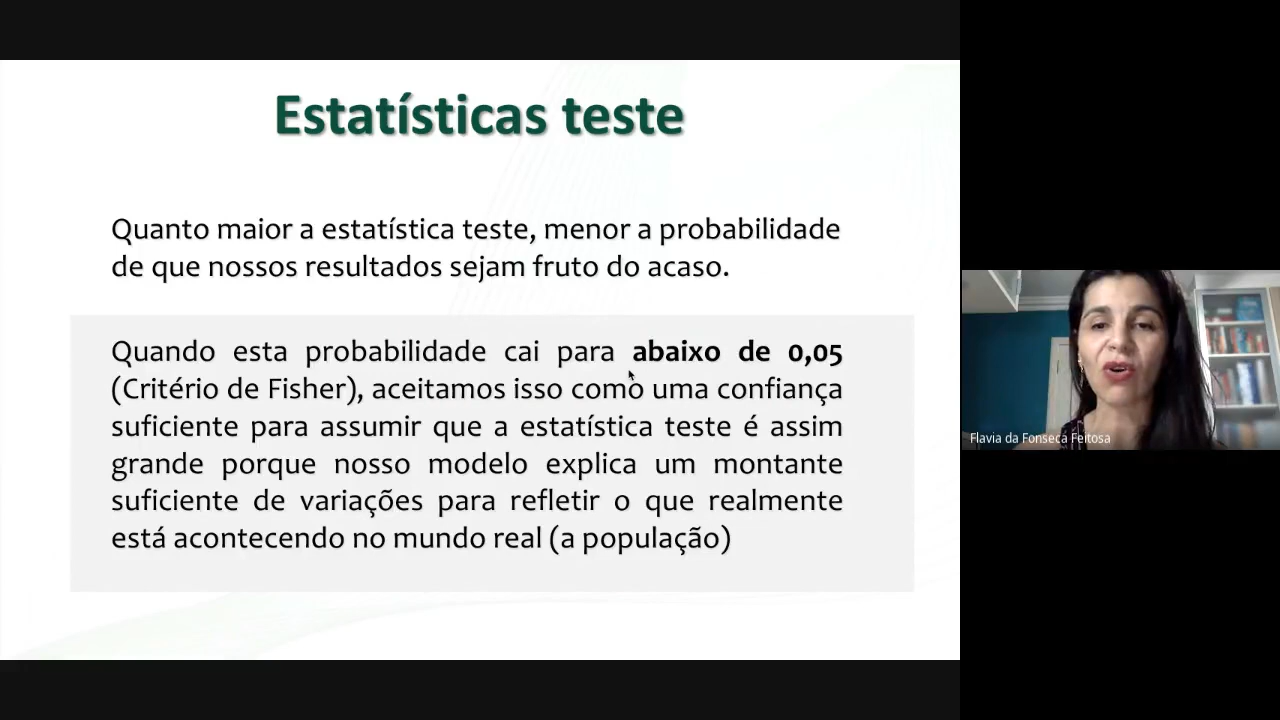 Estatísticas teste
Quanto maior a estatística teste, menor a probabilidade
de que nossos resultados sejam fruto do acaso.
Quando esta probabilidade cai para abaixo de 0,05
(Critério de Fisher), aceitamos isso como uma confiança
suficiente para assumir que a estatística teste é assim
grande porque nosso modelo explica um montante
suficiente de variações para refletir o que realmente
está acontecendo no mundo real (a população)
Flavia da Fonseca Feitosa